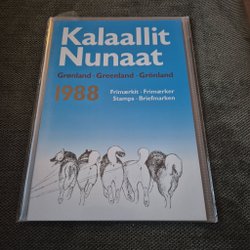 Kalaallit
Nunaat
Grønland · Greenland · Grönland
1988
Frimærkit · Frimærker
Stamps · Briefmarken